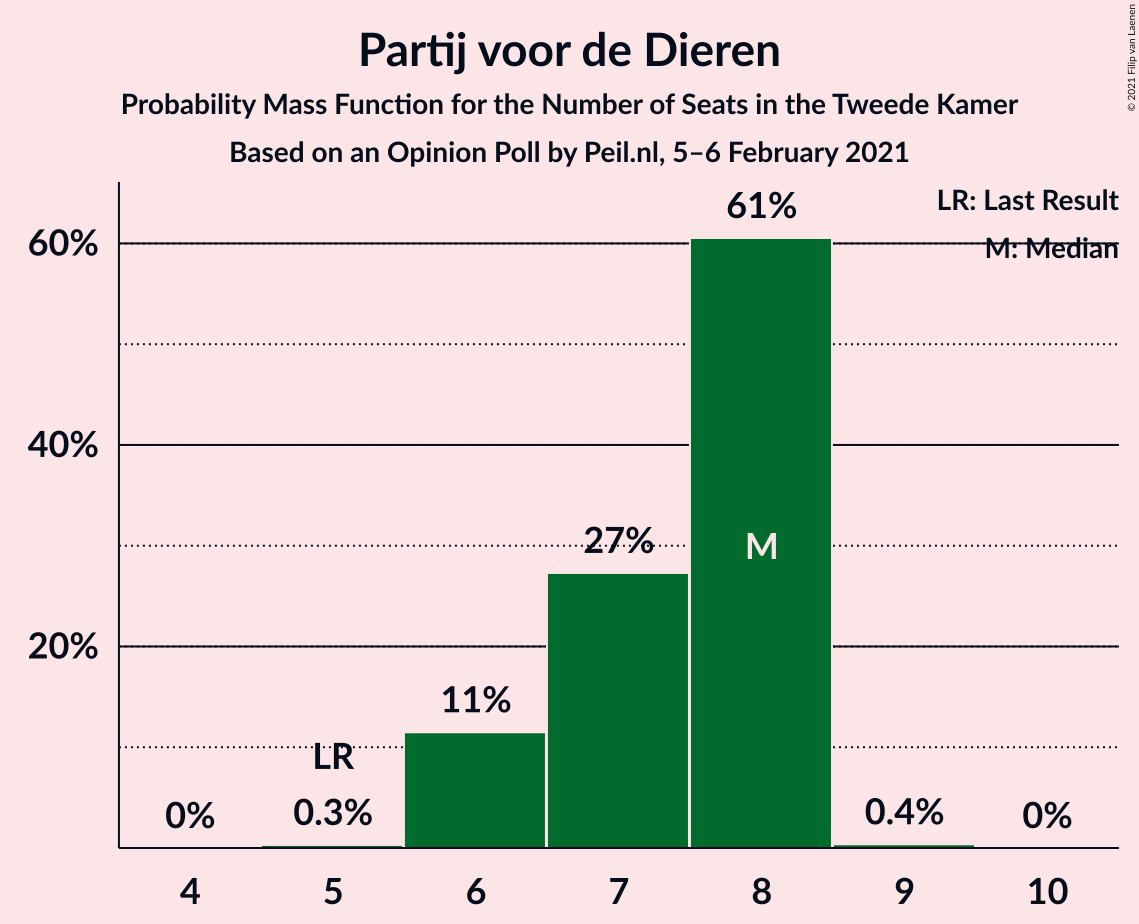 Partij voor de Dieren
Probability Mass Function for the Number of Seats in the Tweede Kamer
Based on an Opinion Poll by Peil.nl, 5–6 February 2021
© 2021 Filip van Laenen
LR: Last Result
M: Median
60%
40%
20%
0%
LR
0.3%
11%
27%
61%
M
0.4%
0%
4 5 6 7 8 9 10